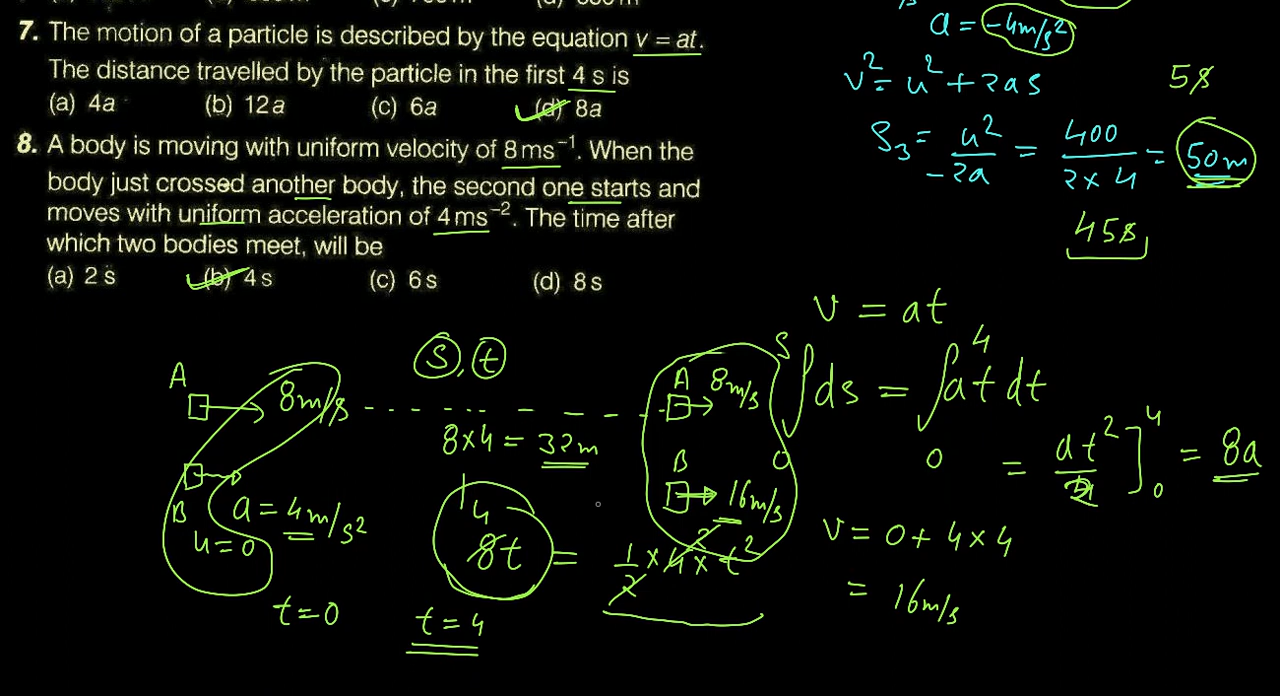 a = -4m/s²
7. The motion of a particle is described by the equation v = at.
The distance travelled by the particle in the first 4 s is
(a) 4a (b) 12a (c) 6a (d) 8a
8. A body is moving with uniform velocity of 8 ms⁻¹. When the
body just crossed another body, the second one starts and
moves with uniform acceleration of 4 ms⁻². The time after
which two bodies meet, will be
(a) 2 s (b) 4 s (c) 6 s (d) 8 s
v² = u² + 2as
S₃ = u²/-2a = 400/2×4 = 50m
v = at
∫₀ˢ ds = ∫₀⁴ at dt
= at²/2]₀⁴ = 8a
v = 0 + 4 × 4
= 16m/s
S, t
A 8m/s
8×4 = 32m
B a = 4m/s²
u = 0
t = 0
A 8m/s
B 16m/s
8t = 1/2 × 4 × t²
t = 4